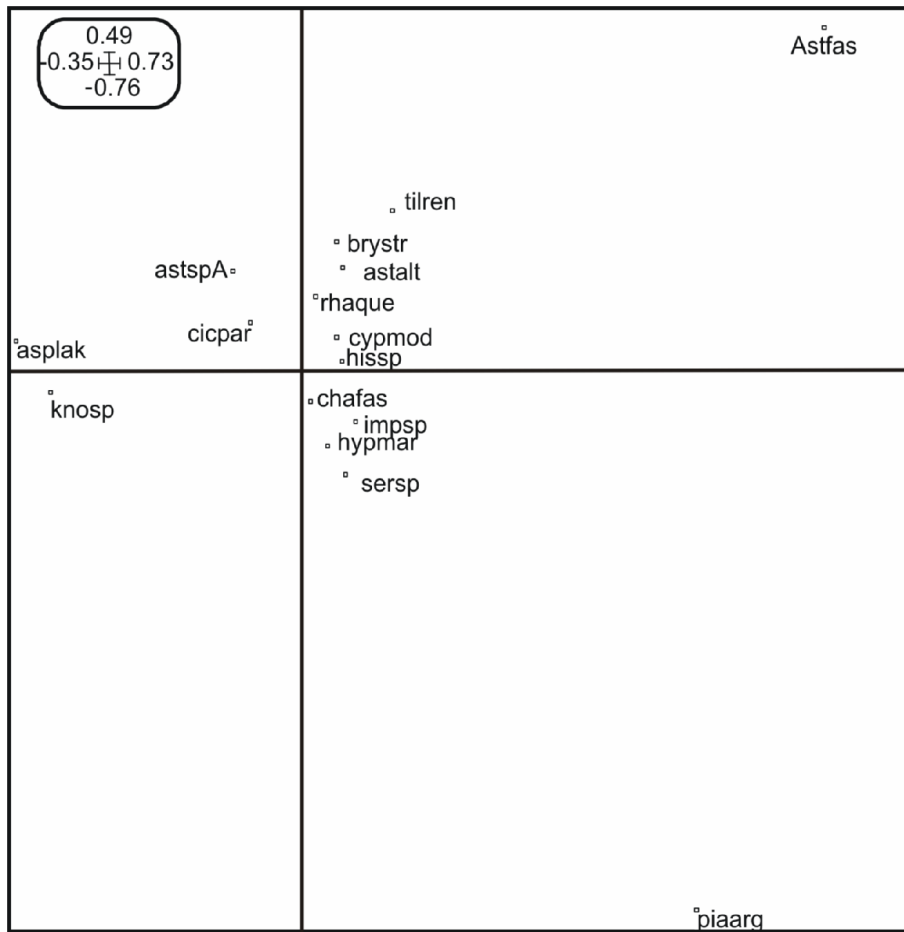 0.49
-0.35 0.73
-0.76
Astfas
tilren
brystr
astspA
astalt
rhaque
cicpar
cypmod
asplak
hissp
chafas
knosp
impsp
hypmar
sersp
piaarg